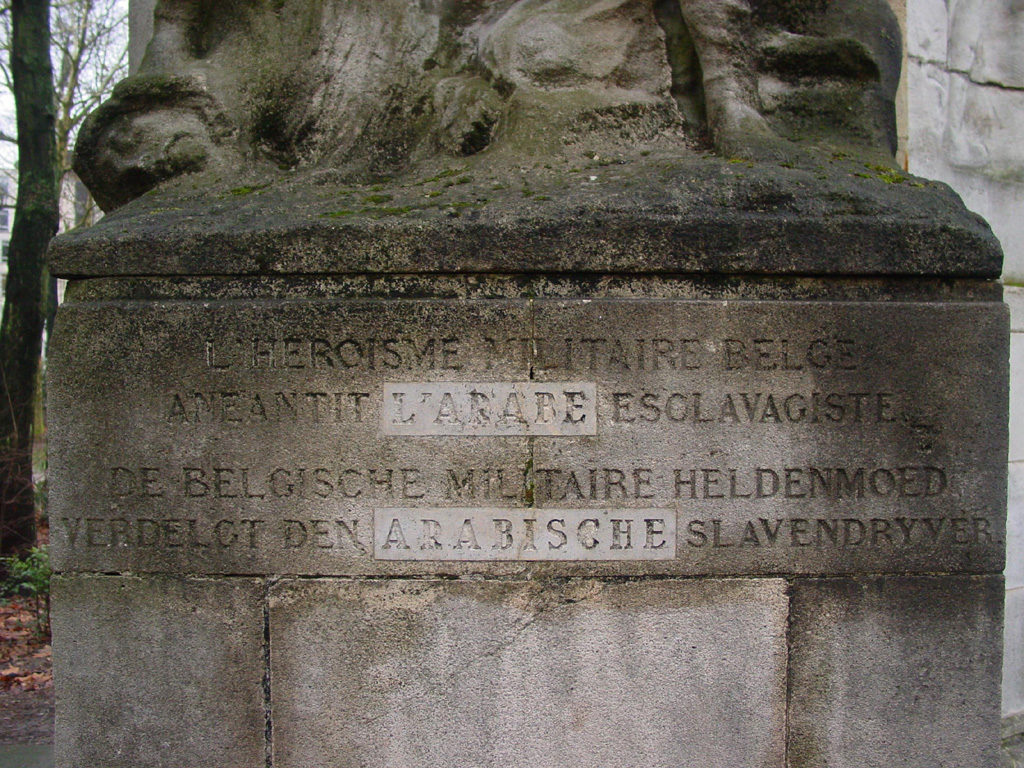 L'HEROISME MILITAIRE BELGE
ANEANTIT L'ARABE ESCLAVAGISTE.
DE BELGISCHE MILITAIRE HELDENMOED
VERDELGT DEN ARABISCHE SLAVENDRYVER.